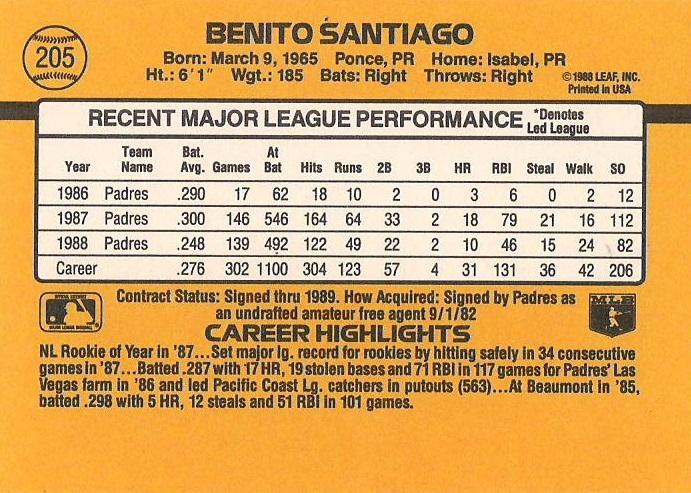 205
BENITO SANTIAGO
Born: March 9, 1965 Ponce, PR Home: Isabel, PR
Ht.: 6'1" Wgt.: 185 Bats: Right Throws: Right
©1988 LEAF, INC.
Printed in USA
RECENT MAJOR LEAGUE PERFORMANCE *Denotes Led League
Year Team Name Bat. Avg. Games At Bat Hits Runs 2B 3B HR RBI Steal Walk SO
1986 Padres .290 17 62 18 10 2 0 3 6 0 2 12
1987 Padres .300 146 546 164 64 33 2 18 79 21 16 112
1988 Padres .248 139 492 122 49 22 2 10 46 15 24 82
Career .276 302 1100 304 123 57 4 31 131 36 42 206
Contract Status: Signed thru 1989. How Acquired: Signed by Padres as
an undrafted amateur free agent 9/1/82
MLB
CAREER HIGHLIGHTS
NL Rookie of Year in '87...Set major lg. record for rookies by hitting safely in 34 consecutive
games in '87...Batted .287 with 17 HR, 19 stolen bases and 71 RBI in 117 games for Padres' Las
Vegas farm in '86 and led Pacific Coast Lg. catchers in putouts (563)...At Beaumont in '85,
batted .298 with 5 HR, 12 steals and 51 RBI in 101 games.